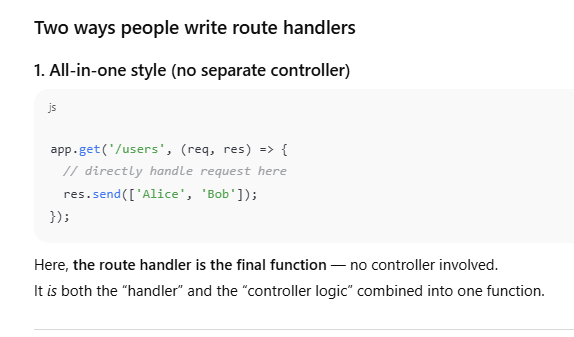 Two ways people write route handlers
1. All-in-one style (no separate controller)
js
app.get('/users', (req, res) => {
  // directly handle request here
  res.send(['Alice', 'Bob']);
});
Here, the route handler is the final function — no controller involved.
It is both the “handler” and the “controller logic” combined into one function.